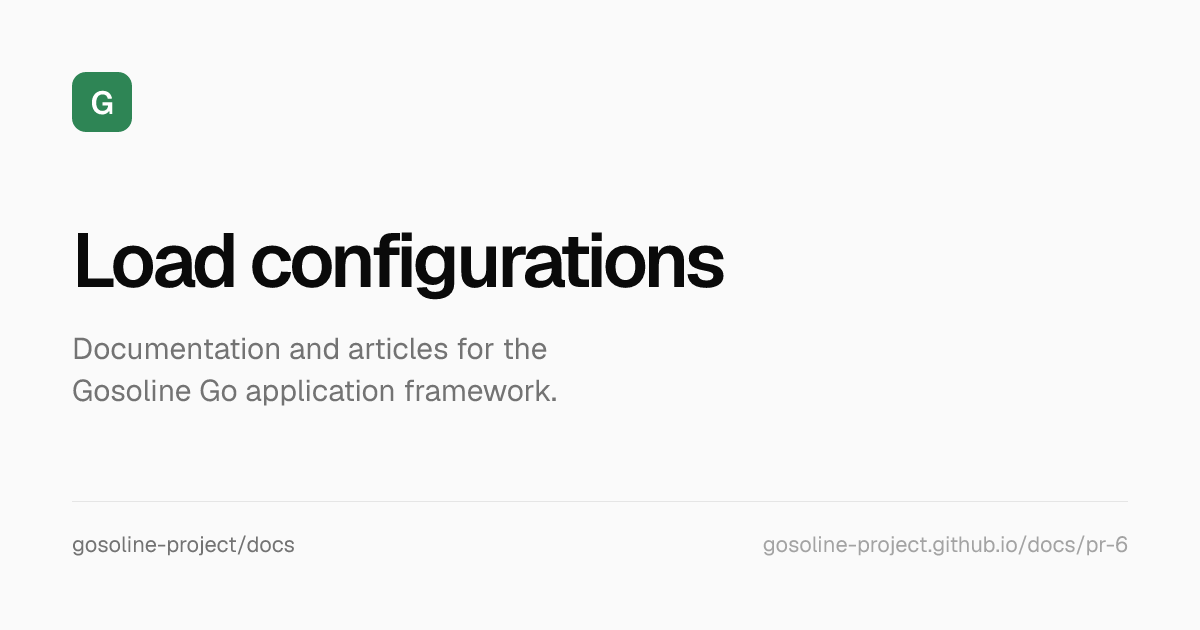 G
Load configurations
Documentation and articles for the
Gosoline Go application framework.
gosoline-project/docs
gosoline-project.github.io/docs/pr-6